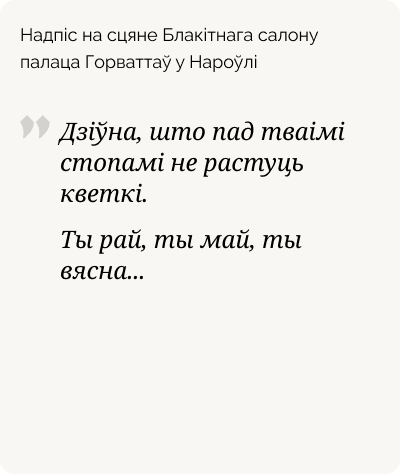 Надпіс на сцяне Блакітнага салону
палаца Горваттаў у Нароўлі
" Дзіўна, што пад тваімі
стопамі не растуць
кветкі.
Ты рай, ты май, ты
вясна...